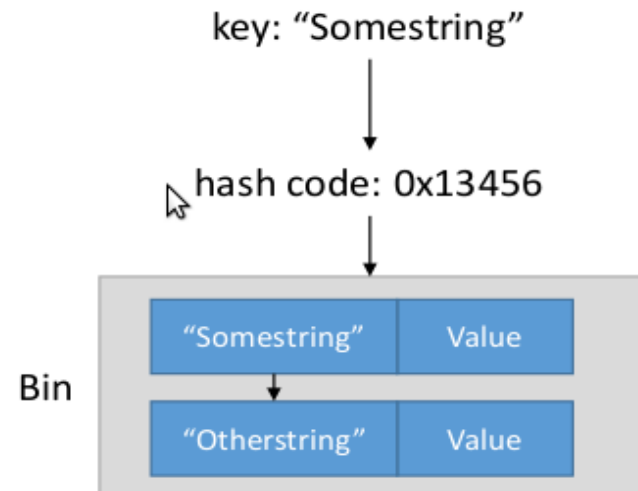 key: “Somestring”
hash code: 0x13456
“Somestring” Value
Bin
“Otherstring” Value